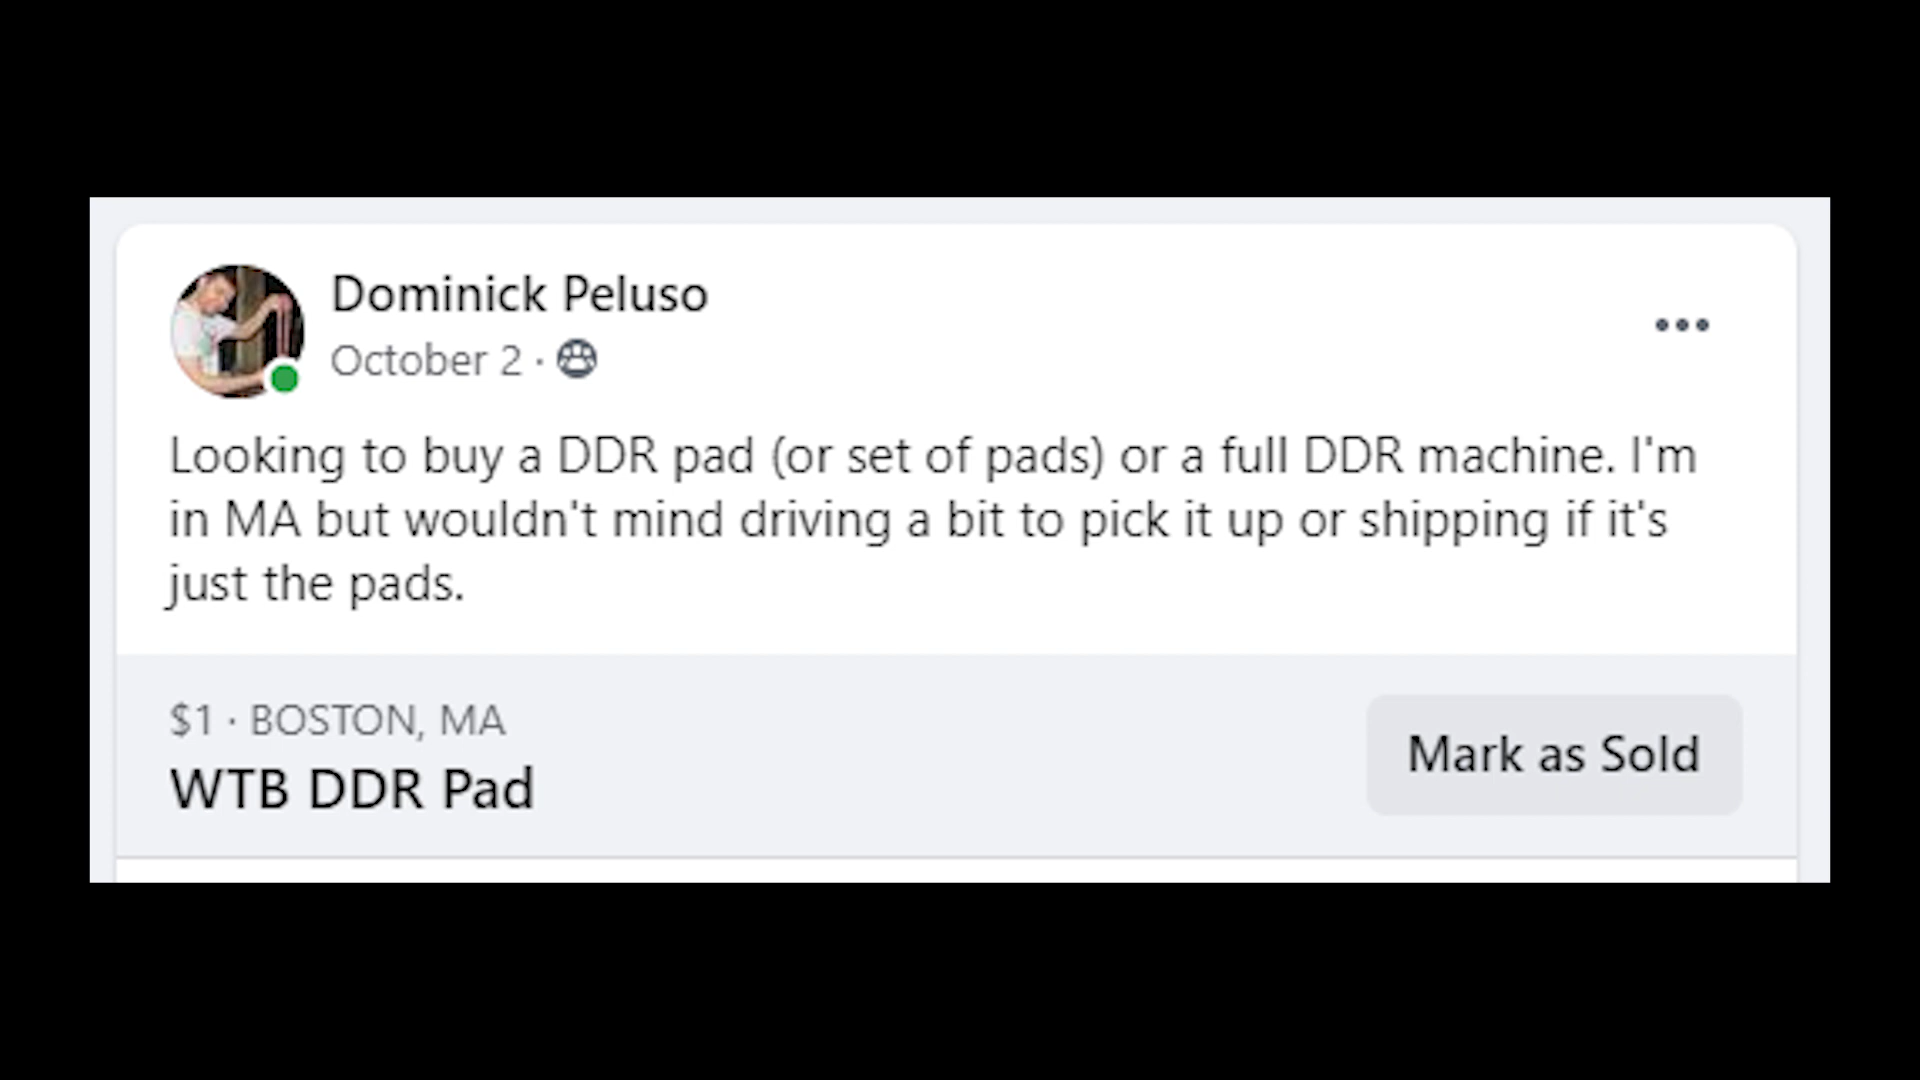 Dominick Peluso
October 2 ·
Looking to buy a DDR pad (or set of pads) or a full DDR machine. I'm
in MA but wouldn't mind driving a bit to pick it up or shipping if it's
just the pads.
$1 · BOSTON, MA
WTB DDR Pad
Mark as Sold